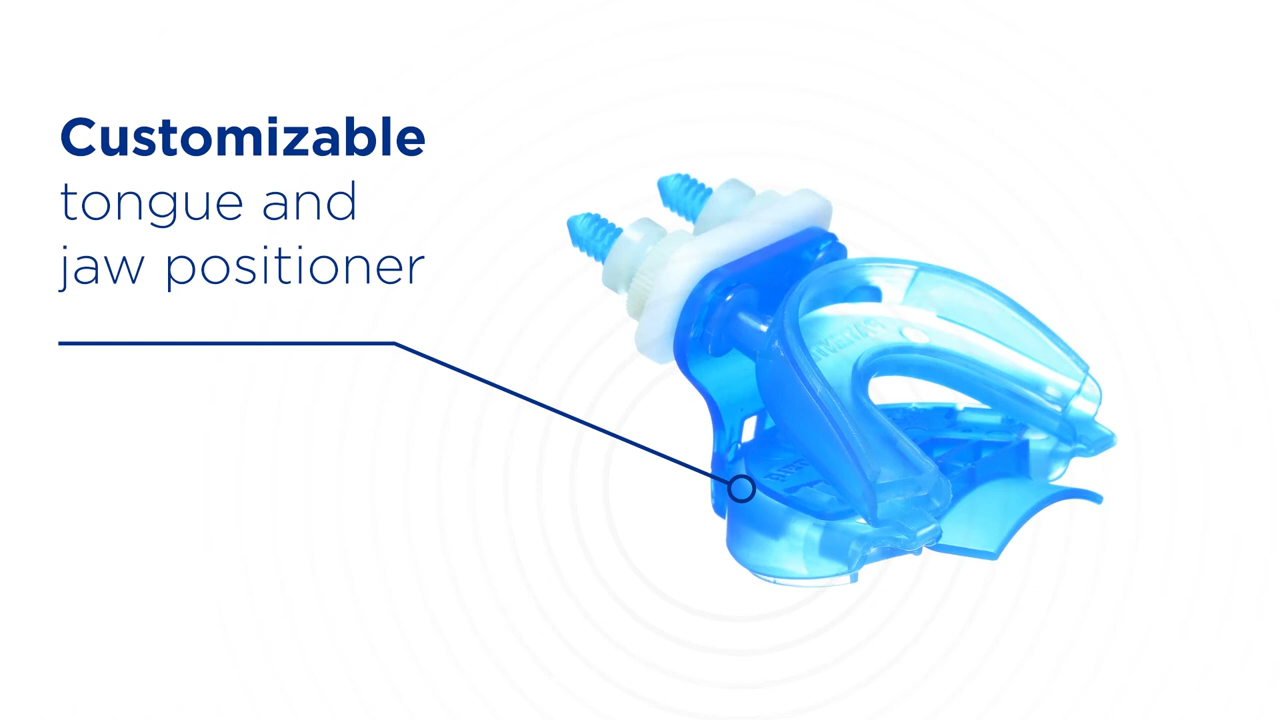 Customizable
tongue and
jaw positioner